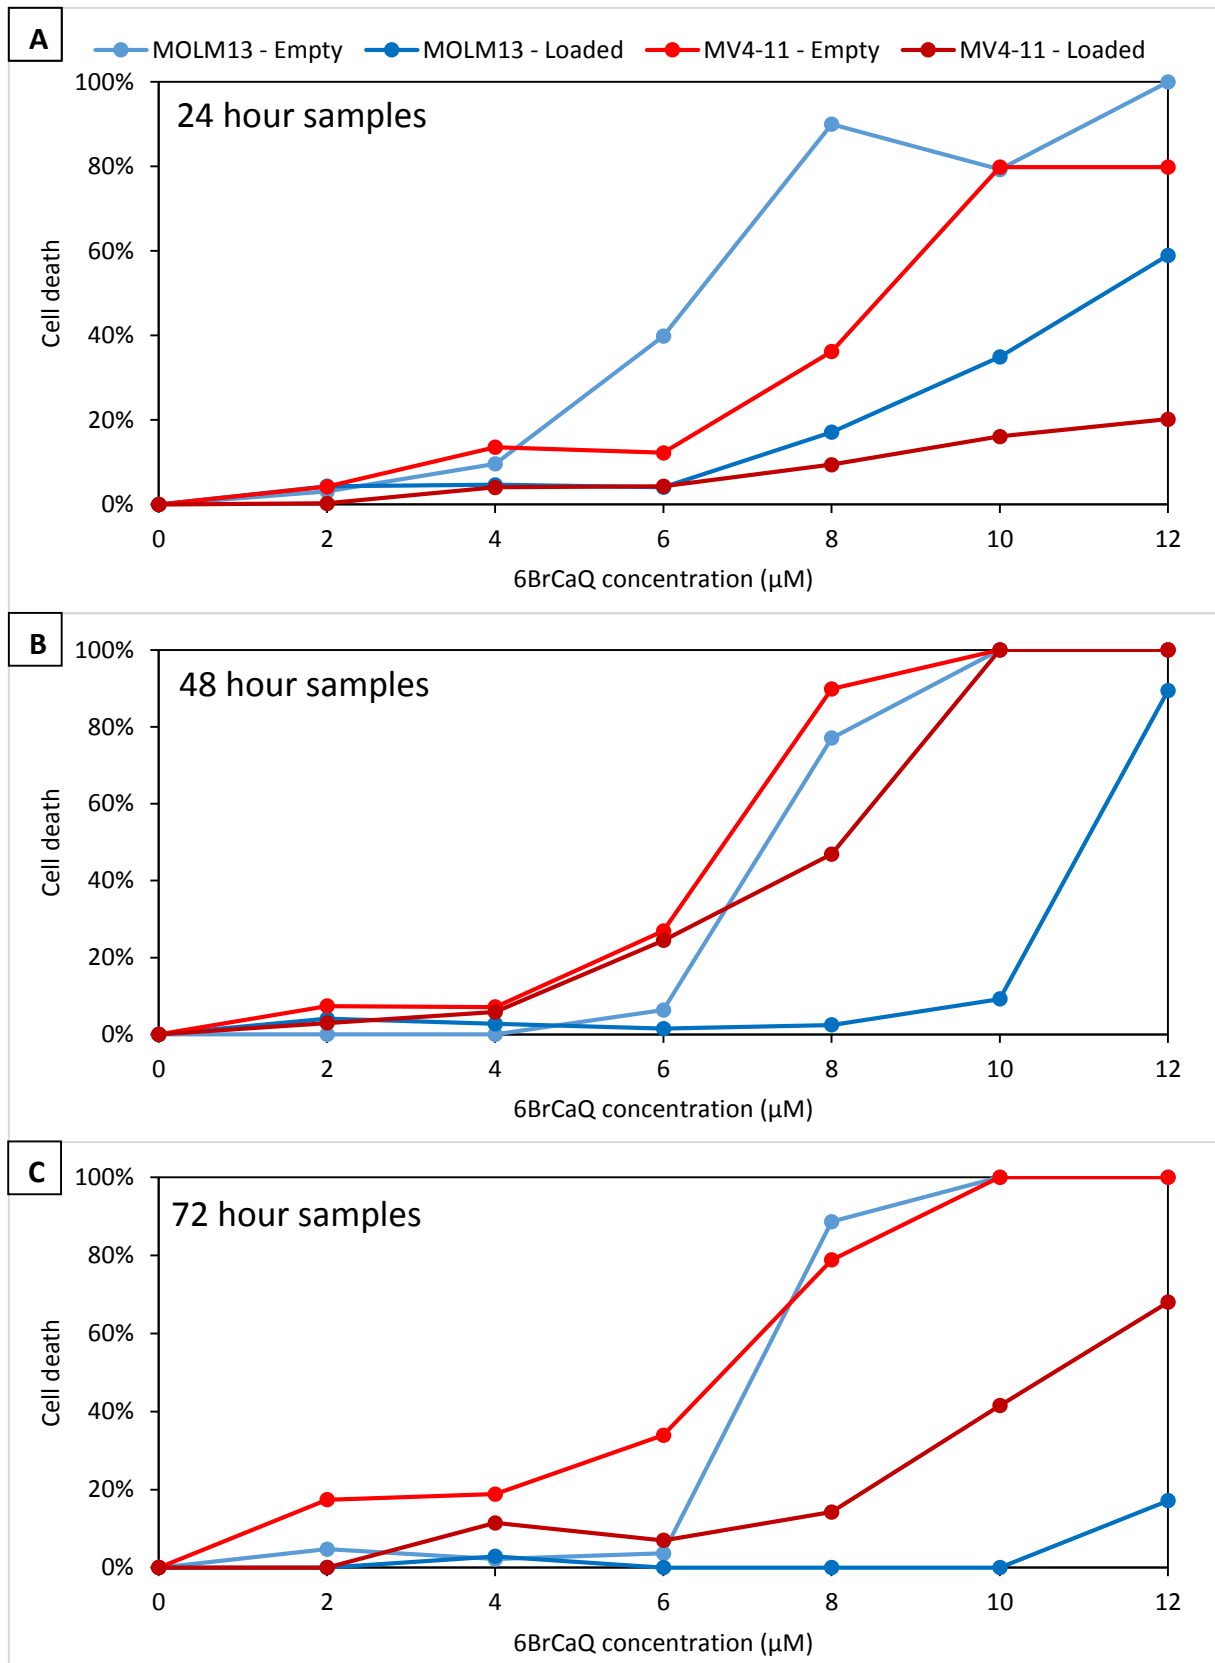 A
MOLM13 - Empty MOLM13 - Loaded MV4-11 - Empty MV4-11 - Loaded
24 hour samples
100%
80%
60%
40%
20%
0%
Cell death
0 2 4 6 8 10 12
6BrCaQ concentration (µM)
B
48 hour samples
100%
80%
60%
40%
20%
0%
Cell death
0 2 4 6 8 10 12
6BrCaQ concentration (µM)
C
72 hour samples
100%
80%
60%
40%
20%
0%
Cell death
0 2 4 6 8 10 12
6BrCaQ concentration (µM)